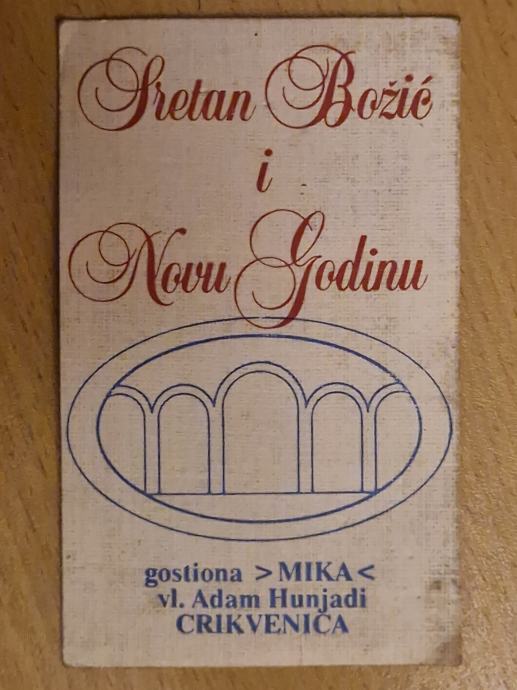 Sretan Božić
i
Novu Godinu
gostiona >MIKA<
vl. Adam Hunjadi
CRIKVENICA